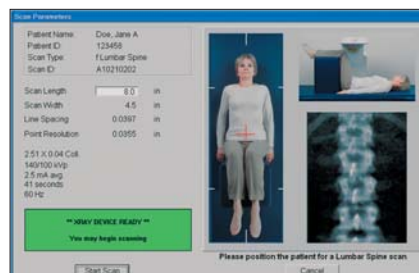 Scan Parameters
Patient Name: Doe, Jane A
Patient ID 123456
Scan Type: f.Lumbar Spine
Scan ID A10210202
Scan Length 6.0 in
Scan Width 4.5 in
Line Spacing 0.0397 in
Point Resolution 0.0355 in
2.51 X 0.04 Coll.
140/100 kVp
2.5 mA avg.
41 seconds
60 Hz
** XRAY DEVICE READY **
You may begin scanning
Please position the patient for a Lumbar Spine scan
Start Scan
Cancel